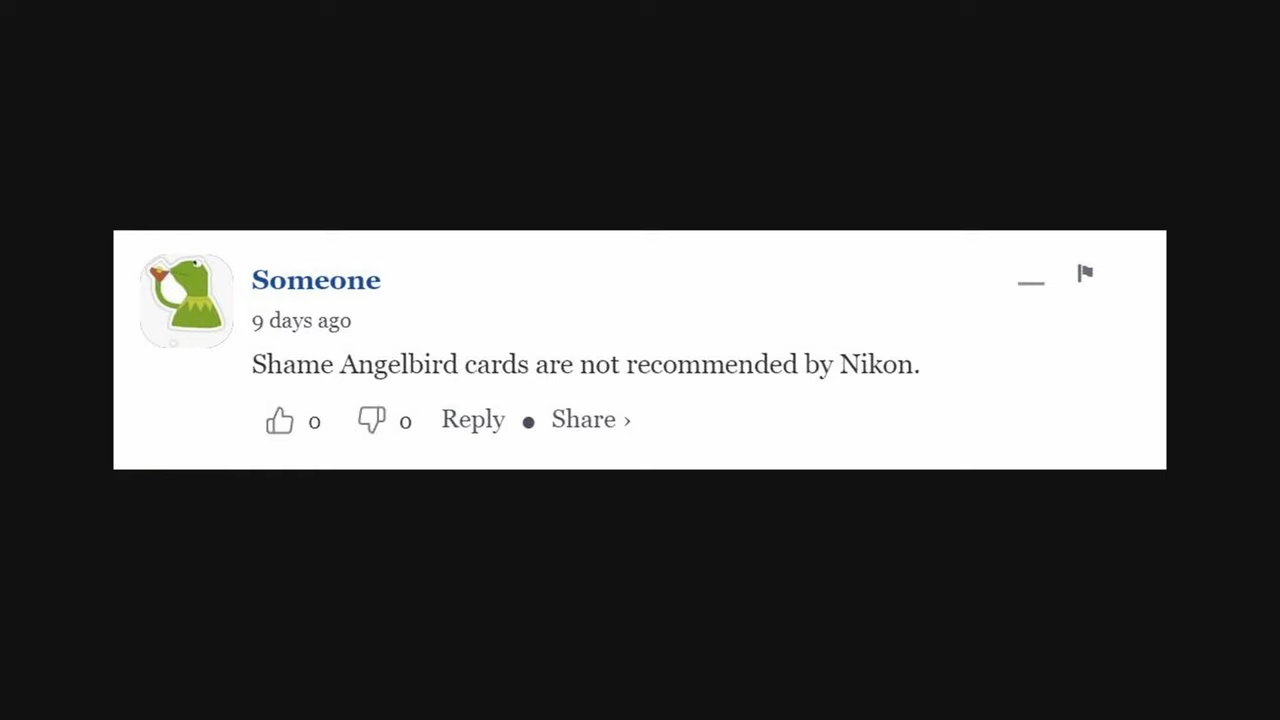 Someone
9 days ago
Shame Angelbird cards are not recommended by Nikon.
0 0 Reply ● Share ›